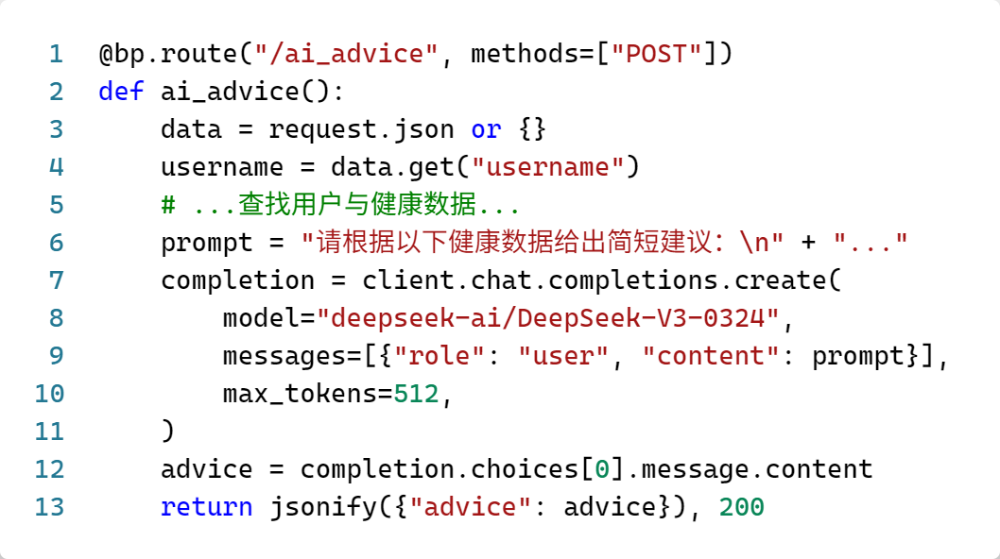 1 @bp.route("/ai_advice", methods=["POST"])
2 def ai_advice():
3     data = request.json or {}
4     username = data.get("username")
5     # ...查找用户与健康数据...
6     prompt = "请根据以下健康数据给出简短建议：\n" + "..."
7     completion = client.chat.completions.create(
8         model="deepseek-ai/DeepSeek-V3-0324",
9         messages=[{"role": "user", "content": prompt}],
10         max_tokens=512,
11     )
12     advice = completion.choices[0].message.content
13     return jsonify({"advice": advice}), 200